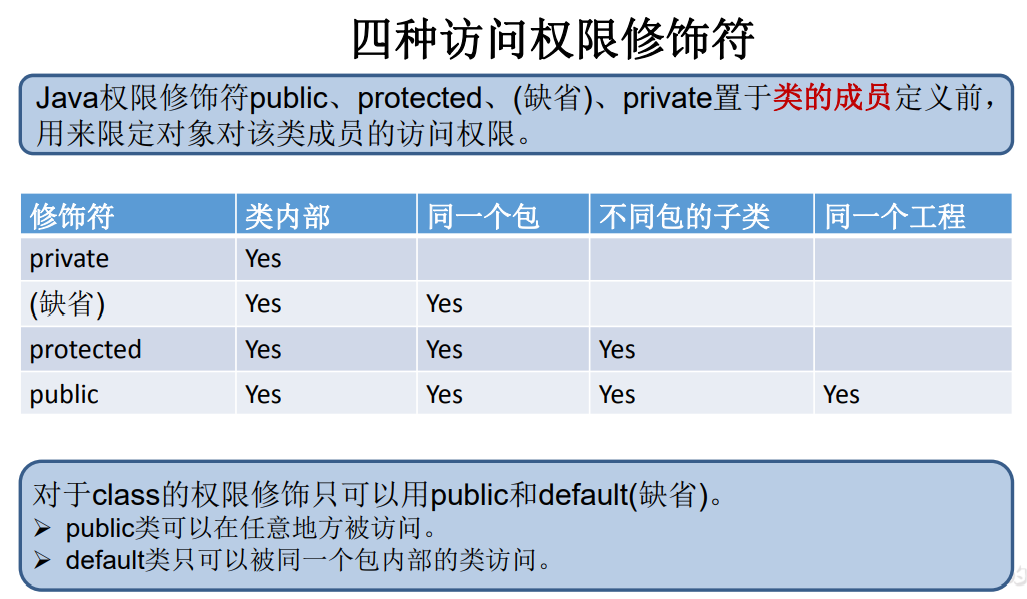 四种访问权限修饰符
Java权限修饰符public、protected、(缺省)、private置于类的成员定义前，
用来限定对象对该类成员的访问权限。
修饰符 类内部 同一个包 不同包的子类 同一个工程
private Yes
(缺省) Yes Yes
protected Yes Yes Yes
public Yes Yes Yes Yes
对于class的权限修饰只可以用public和default(缺省)。
➢ public类可以在任意地方被访问。
➢ default类只可以被同一个包内部的类访问。